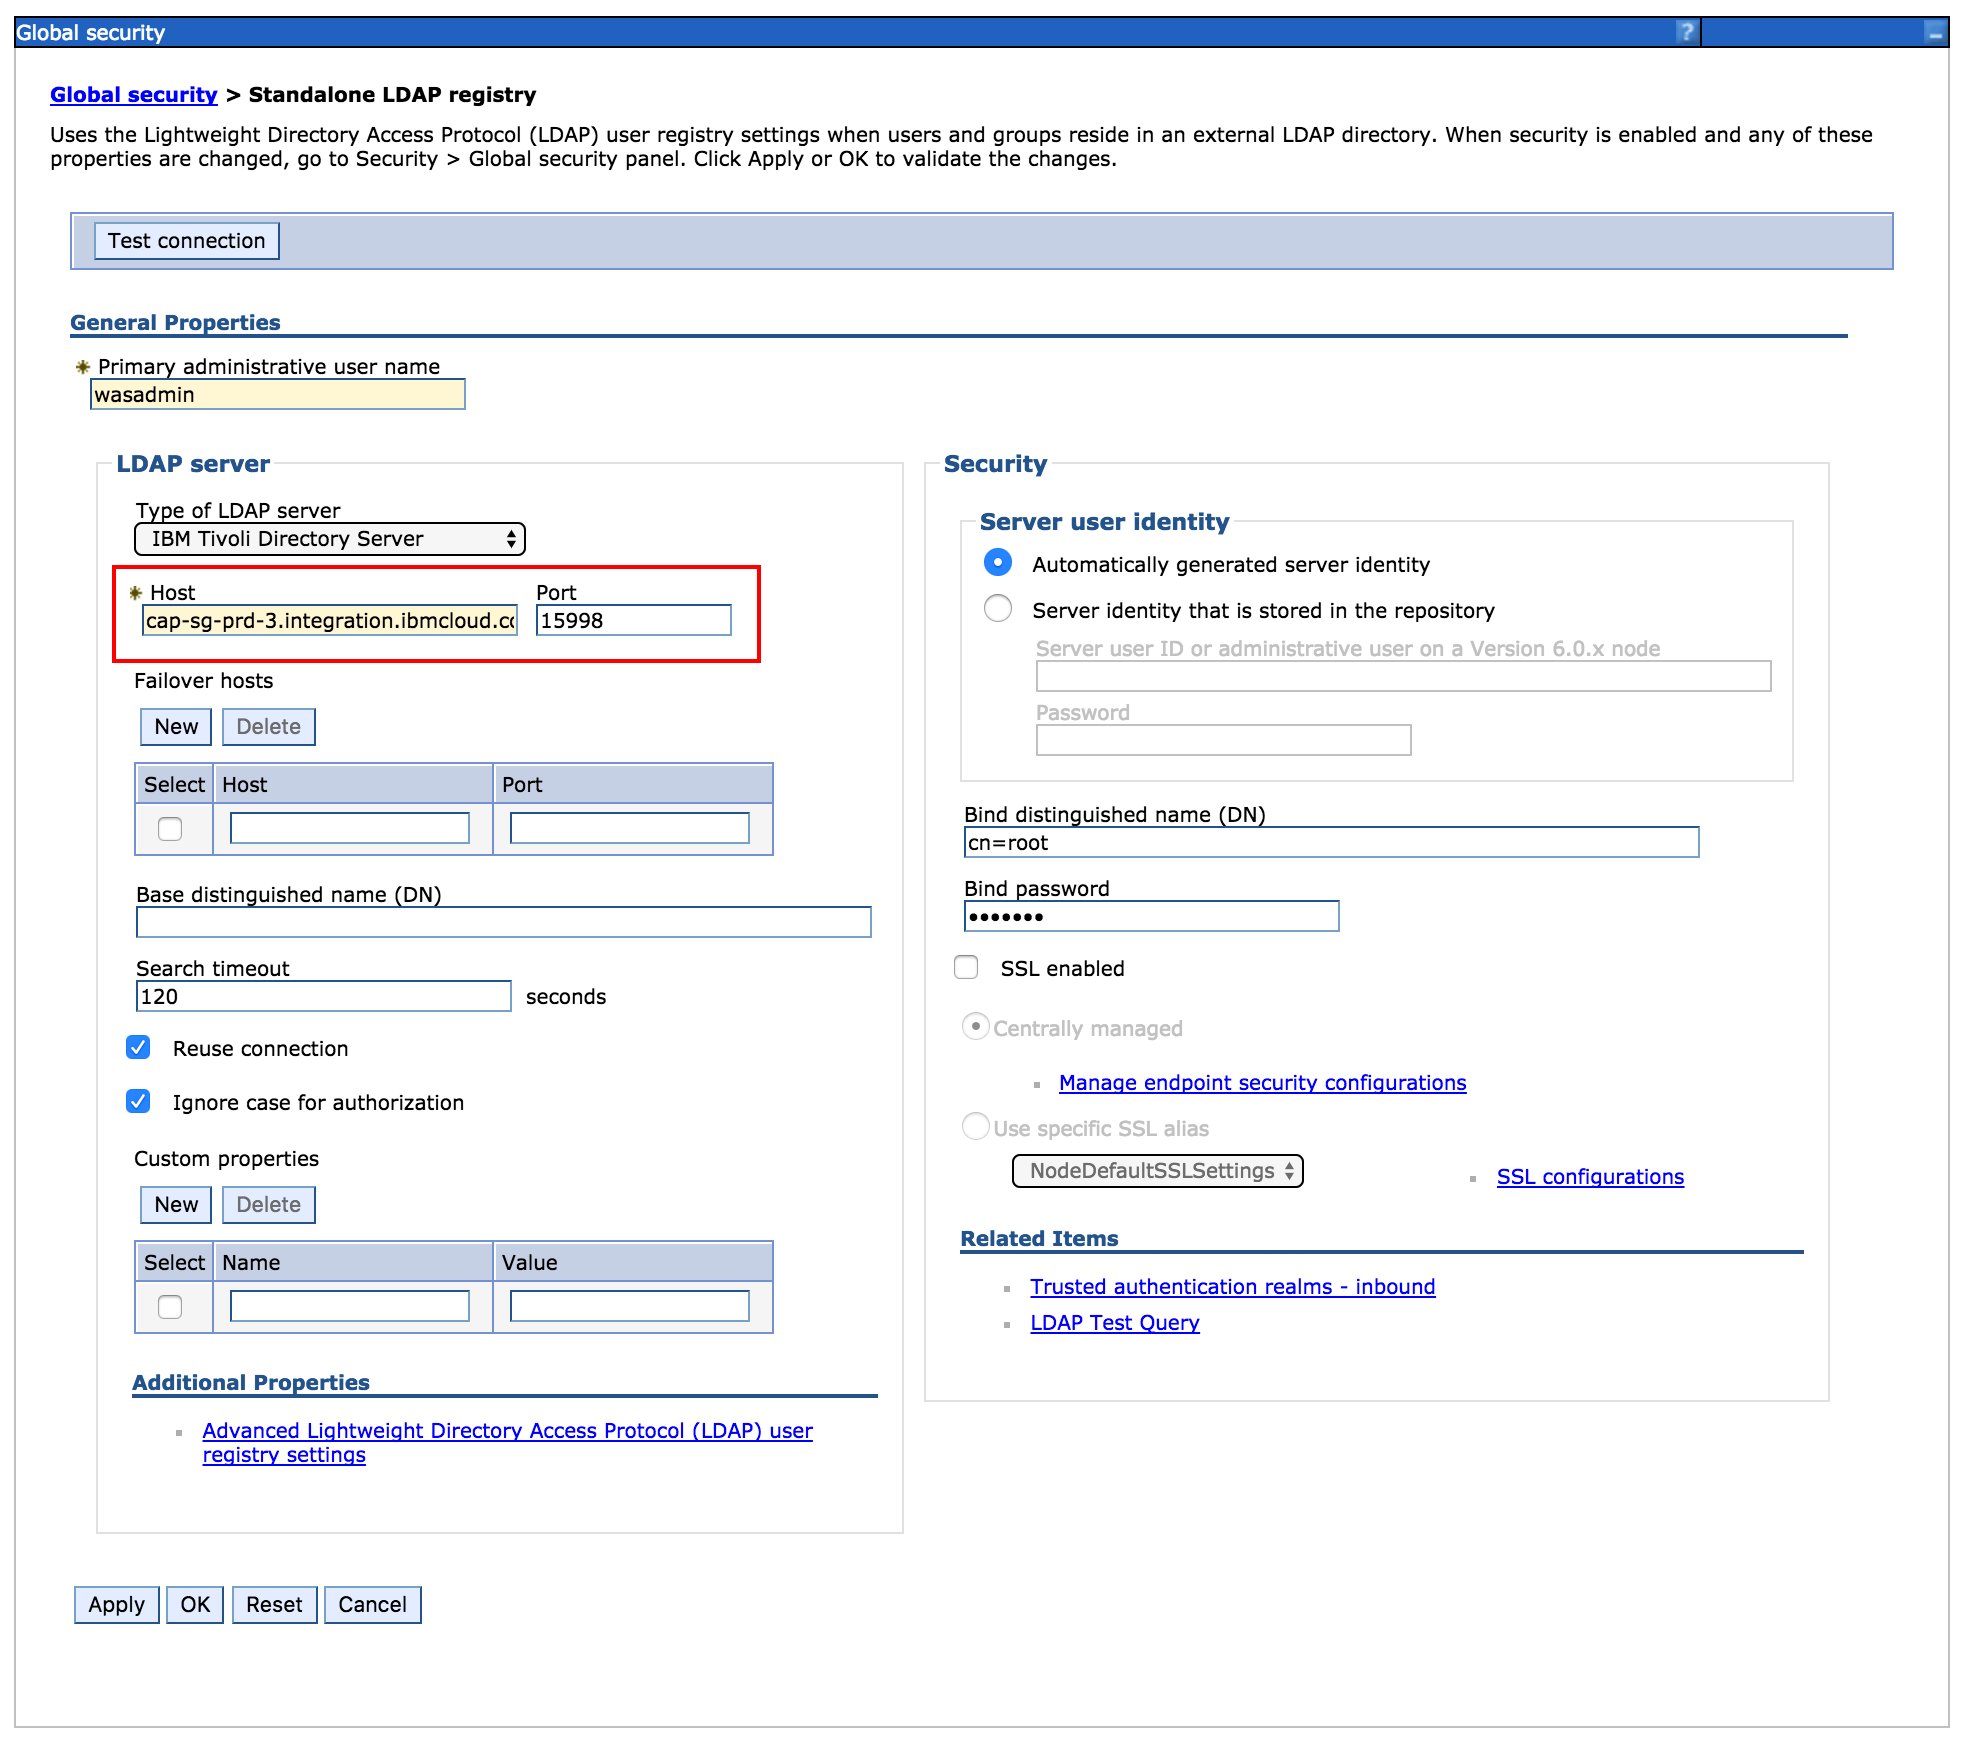 Global security
?
Global security > Standalone LDAP registry
Uses the Lightweight Directory Access Protocol (LDAP) user registry settings when users and groups reside in an external LDAP directory. When security is enabled and any of these
properties are changed, go to Security > Global security panel. Click Apply or OK to validate the changes.
Test connection
General Properties
Primary administrative user name
wasadmin
LDAP server
Type of LDAP server
IBM Tivoli Directory Server
Host Port
cap-sg-prd-3.integration.ibmcloud.cc 15998
Failover hosts
New Delete
Select Host Port
Base distinguished name (DN)
Search timeout
120 seconds
Reuse connection
Ignore case for authorization
Custom properties
New Delete
Select Name Value
Additional Properties
Advanced Lightweight Directory Access Protocol (LDAP) user
registry settings
Security
Server user identity
Automatically generated server identity
Server identity that is stored in the repository
Server user ID or administrative user on a Version 6.0.x node
Password
Bind distinguished name (DN)
cn=root
Bind password
•••••••
SSL enabled
Centrally managed
Manage endpoint security configurations
Use specific SSL alias
NodeDefaultSSLSettings SSL configurations
Related Items
Trusted authentication realms - inbound
LDAP Test Query
Apply OK Reset Cancel